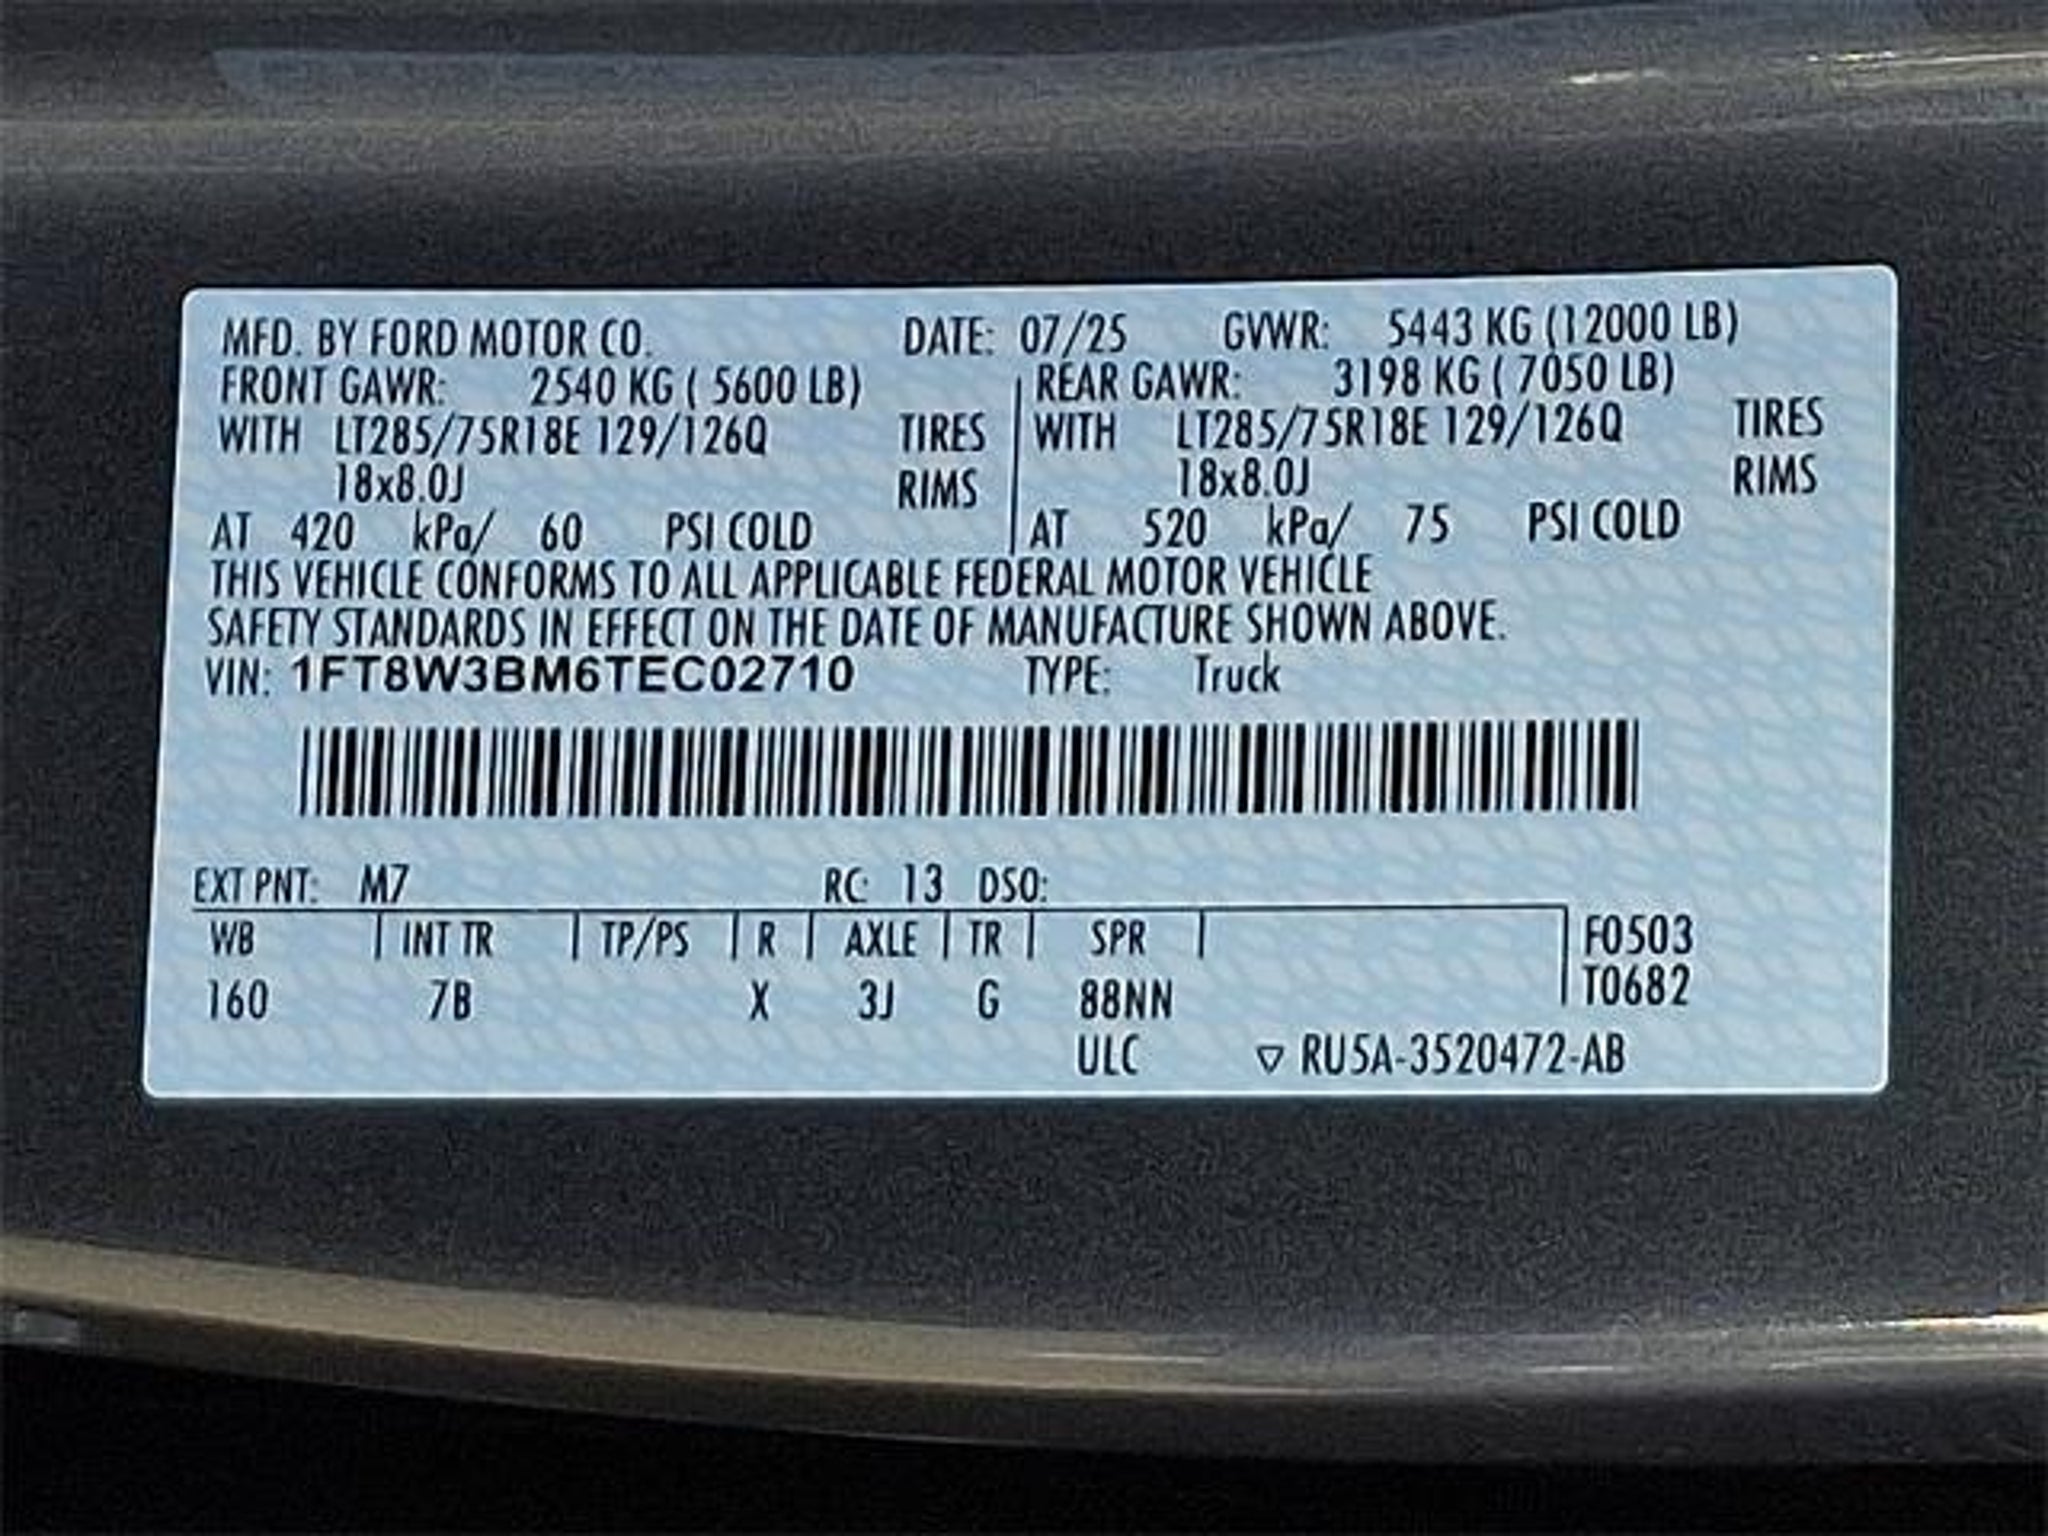 MFD. BY FORD MOTOR CO. DATE: 07/25 GVWR: 5443 KG (12000 LB)
FRONT GAWR: 2540 KG ( 5600 LB) REAR GAWR: 3198 KG ( 7050 LB)
WITH LT285/75R18E 129/126Q TIRES WITH LT285/75R18E 129/126Q TIRES
18x8.0J RIMS 18x8.0J RIMS
AT 420 kPa/ 60 PSI COLD AT 520 kPa/ 75 PSI COLD
THIS VEHICLE CONFORMS TO ALL APPLICABLE FEDERAL MOTOR VEHICLE
SAFETY STANDARDS IN EFFECT ON THE DATE OF MANUFACTURE SHOWN ABOVE.
VIN: 1FT8W3BM6TEC02710 TYPE: Truck
EXT PNT: M7 RC: 13 DSO:
WB INT TR TP/PS R AXLE TR SPR F0503
T0682
160 7B X 3J G 88NN
ULC ▽ RU5A-3520472-AB